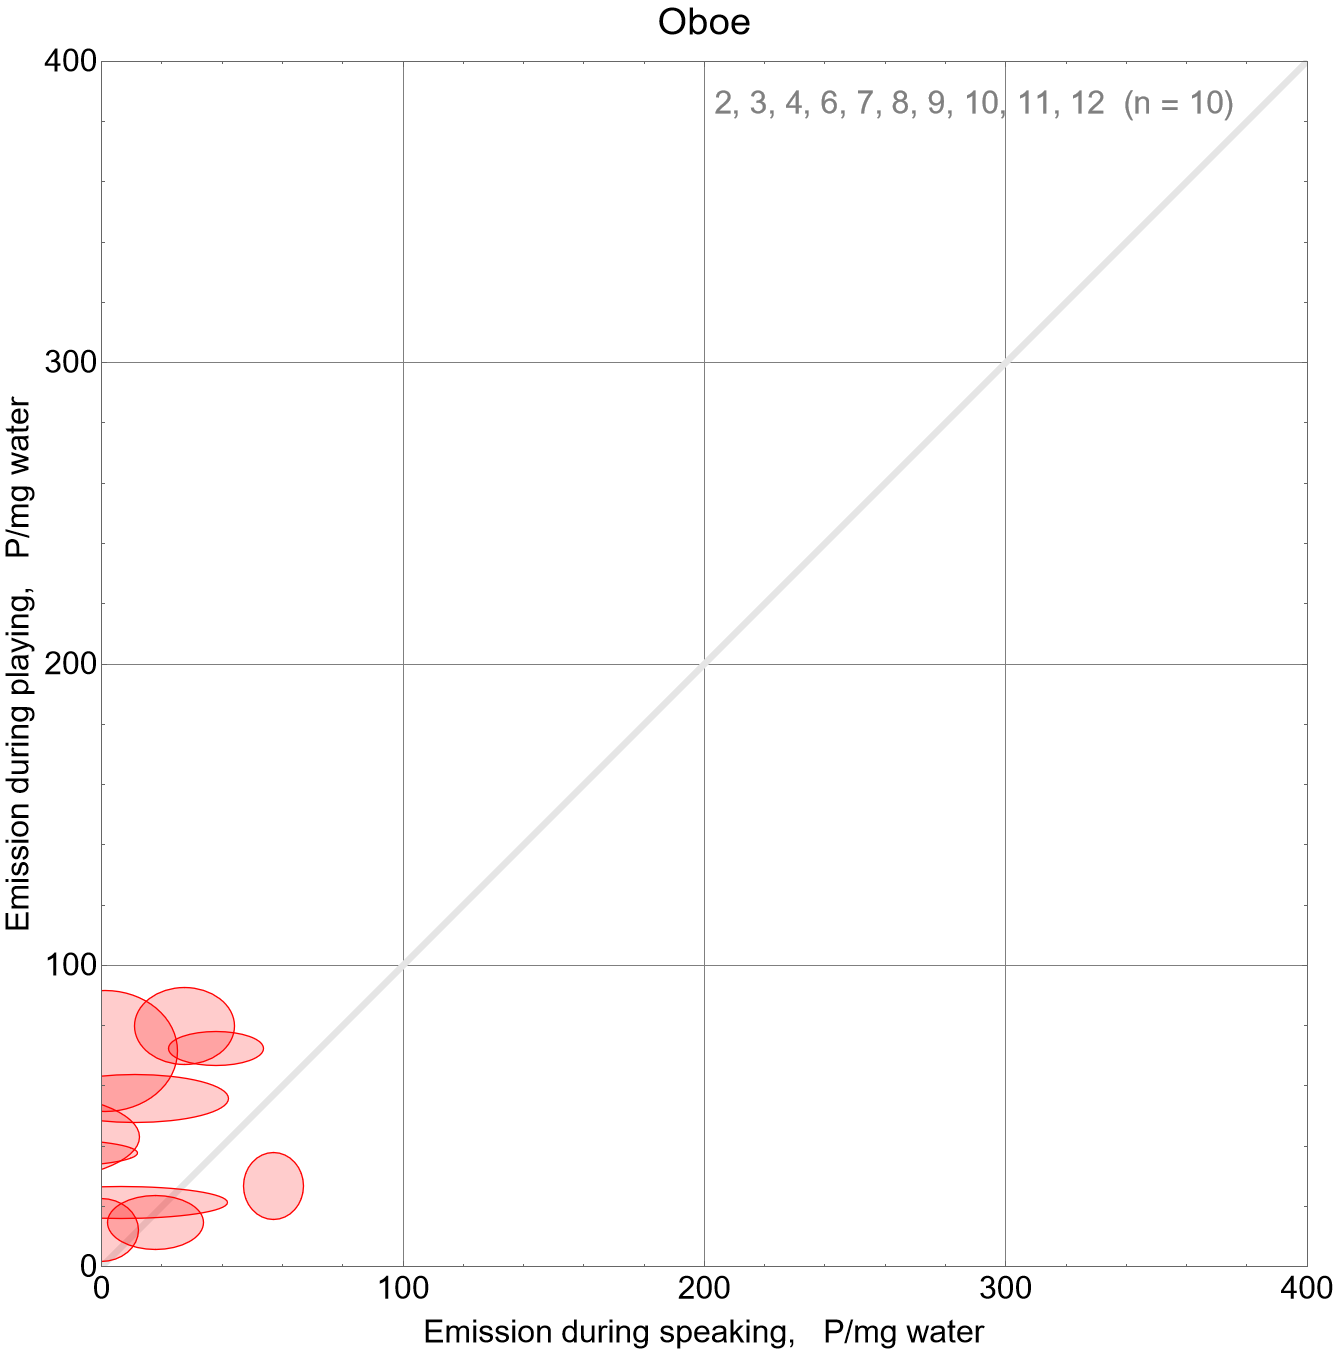 Oboe
400
2, 3, 4, 6, 7, 8, 9, 10, 11, 12 (n = 10)
300
Emission during playing, P/mg water
200
100
0
0 100 200 300 400
Emission during speaking, P/mg water